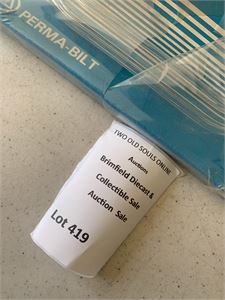 PERMA-BILT
TWO OLD SOULS ONLINE
Auctions
Brimfield Diecast &
Collectible Sale
Auction Sale
Lot 419